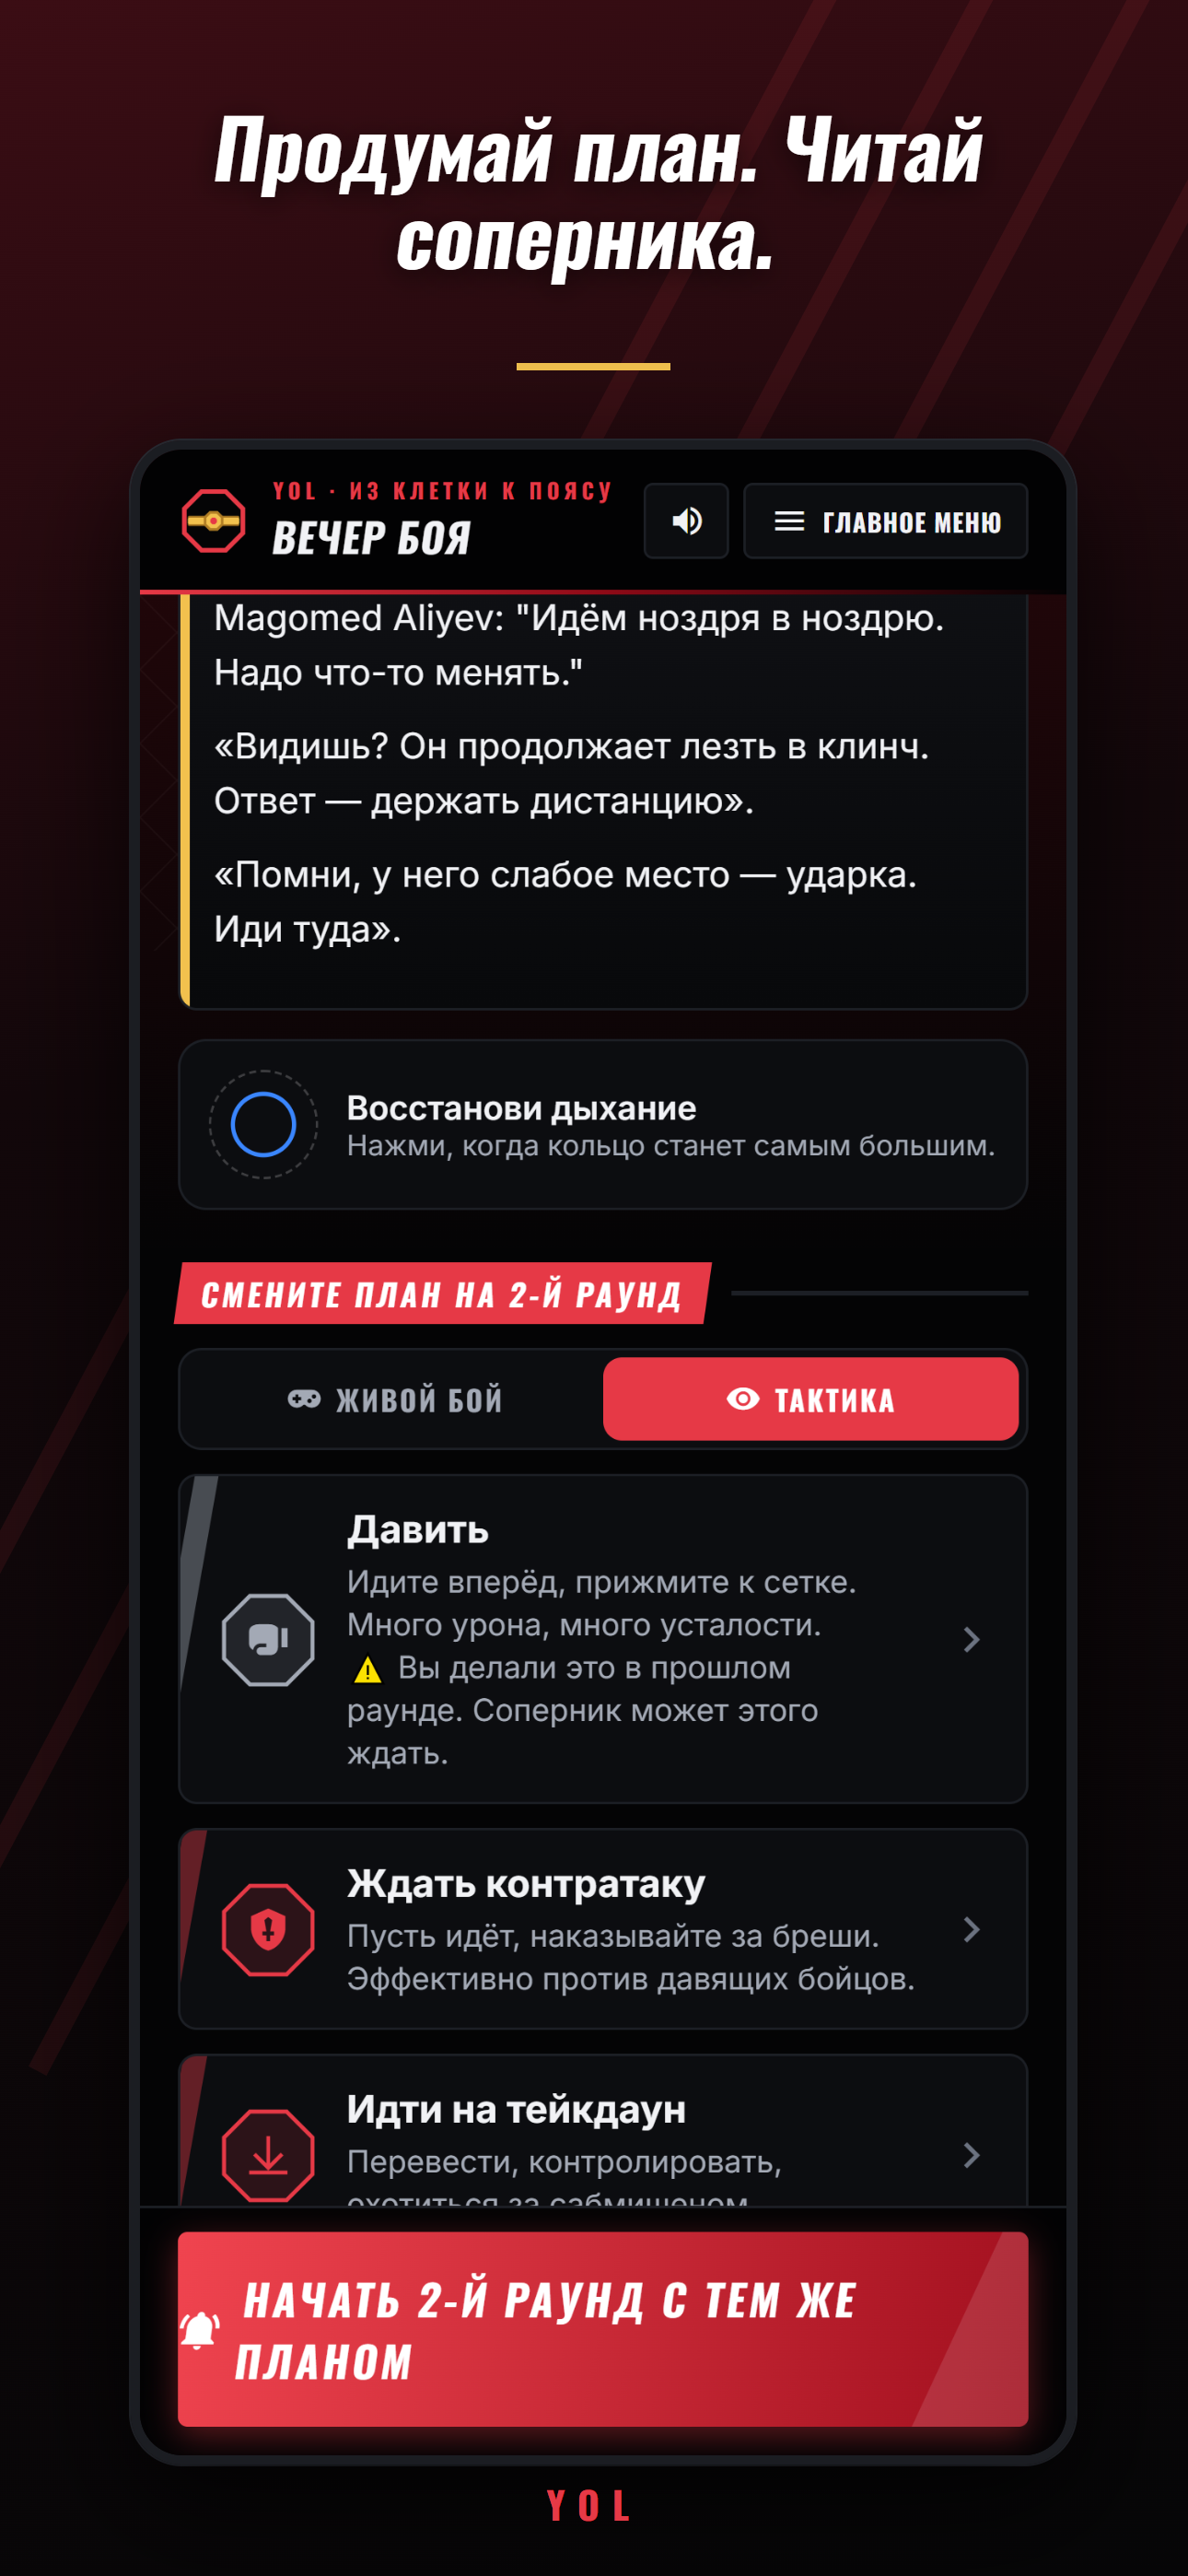 Продумай план. Читай
соперника.
YOL · ИЗ КЛЕТКИ К ПОЯСУ
ВЕЧЕР БОЯ
ГЛАВНОЕ МЕНЮ
Magomed Aliyev: "Идём ноздря в ноздрю.
Надо что-то менять."
«Видишь? Он продолжает лезть в клинч.
Ответ — держать дистанцию».
«Помни, у него слабое место — ударка.
Иди туда».
Восстанови дыхание
Нажми, когда кольцо станет самым большим.
СМЕНИТЕ ПЛАН НА 2-Й РАУНД
ЖИВОЙ БОЙ
ТАКТИКА
Давить
Идите вперёд, прижмите к сетке.
Много урона, много усталости.
⚠️ Вы делали это в прошлом
раунде. Соперник может этого
ждать.
Ждать контратаку
Пусть идёт, наказывайте за бреши.
Эффективно против давящих бойцов.
Идти на тейкдаун
Перевести, контролировать,
охотиться за сабмишеном.
НАЧАТЬ 2-Й РАУНД С ТЕМ ЖЕ
ПЛАНОМ
YOL